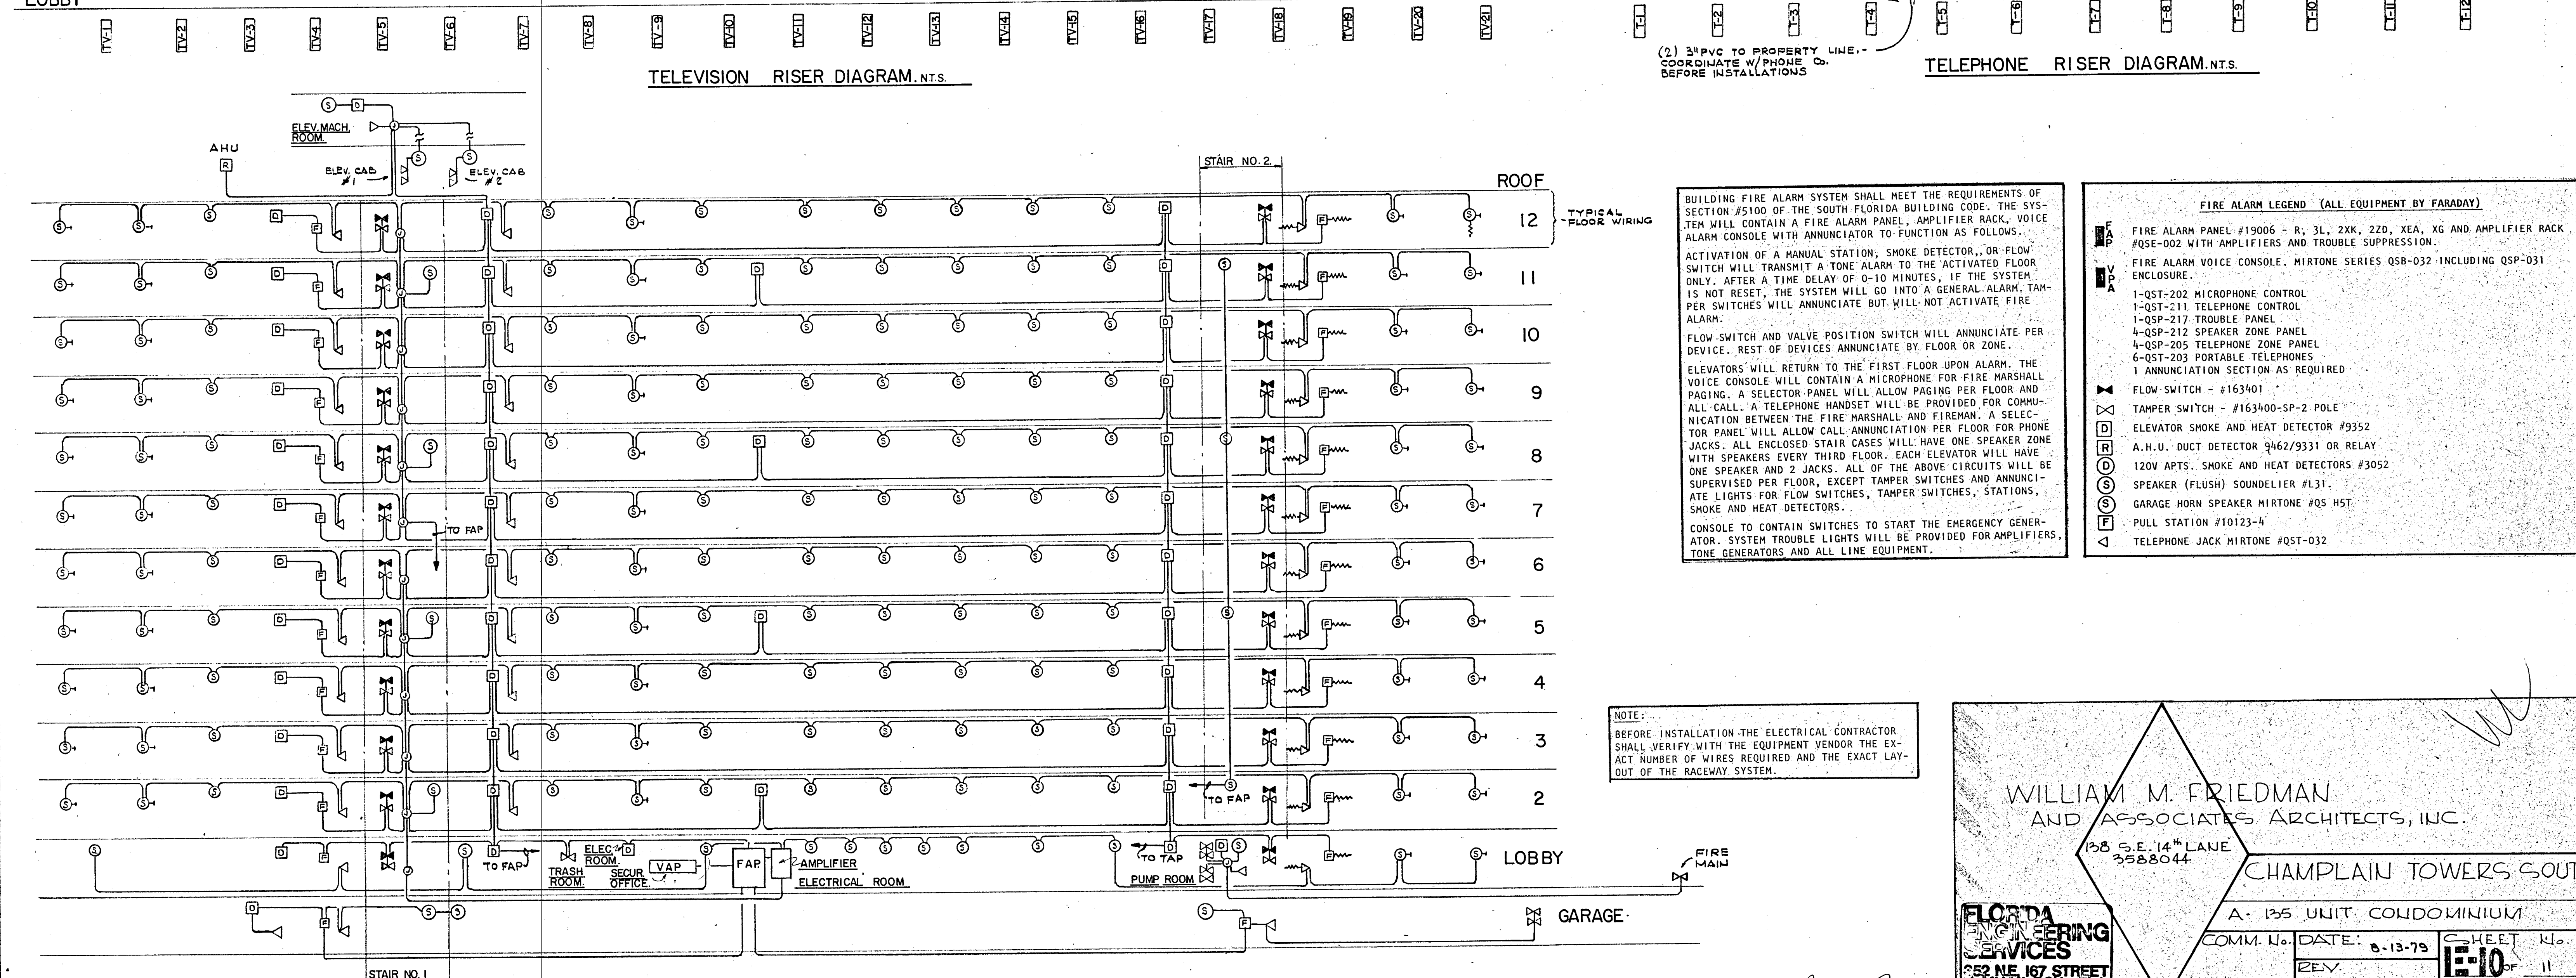 LOBBY
TV-1 TV-2 TV-3 TV-4 TV-5 TV-6 TV-7 TV-8 TV-9 TV-10 TV-11 TV-12 TV-13 TV-14 TV-15 TV-16 TV-17 TV-18 TV-19 TV-20 TV-21
T-1 T-2 T-3 T-4 T-5 T-6 T-7 T-8 T-9 T-10 T-11 T-12
TELEVISION RISER DIAGRAM. N.T.S.
(2) 3" PVC TO PROPERTY LINE.-
COORDINATE W/PHONE Co.
BEFORE INSTALLATIONS
TELEPHONE RISER DIAGRAM. N.T.S.
ELEV. MACH.
ROOM.
AHU
R
ELEV. CAB
#1
ELEV. CAB
#2
STAIR NO. 2
ROOF
12
TYPICAL
FLOOR WIRING
11
10
9
8
7
TO FAP
6
5
4
3
2
TO FAP
LOBBY
TO FAP
TRASH
ROOM.
ELEC.
ROOM.
SECUR.
OFFICE.
VAP
FAP
AMPLIFIER
ELECTRICAL ROOM
TO TAP
PUMP ROOM
FIRE
MAIN
GARAGE
STAIR NO. 1
BUILDING FIRE ALARM SYSTEM SHALL MEET THE REQUIREMENTS OF
SECTION #5100 OF THE SOUTH FLORIDA BUILDING CODE. THE SYS-
TEM WILL CONTAIN A FIRE ALARM PANEL, AMPLIFIER RACK, VOICE
ALARM CONSOLE WITH ANNUNCIATOR TO FUNCTION AS FOLLOWS.
ACTIVATION OF A MANUAL STATION, SMOKE DETECTOR, OR FLOW
SWITCH WILL TRANSMIT A TONE ALARM TO THE ACTIVATED FLOOR
ONLY. AFTER A TIME DELAY OF 0-10 MINUTES, IF THE SYSTEM
IS NOT RESET, THE SYSTEM WILL GO INTO A GENERAL ALARM. TAM-
PER SWITCHES WILL ANNUNCIATE BUT WILL NOT ACTIVATE FIRE
ALARM.
FLOW SWITCH AND VALVE POSITION SWITCH WILL ANNUNCIATE PER
DEVICE. REST OF DEVICES ANNUNCIATE BY FLOOR OR ZONE.
ELEVATORS WILL RETURN TO THE FIRST FLOOR UPON ALARM. THE
VOICE CONSOLE WILL CONTAIN A MICROPHONE FOR FIRE MARSHALL
PAGING. A SELECTOR PANEL WILL ALLOW PAGING PER FLOOR AND
ALL CALL. A TELEPHONE HANDSET WILL BE PROVIDED FOR COMMU-
NICATION BETWEEN THE FIRE MARSHALL AND FIREMAN. A SELEC-
TOR PANEL WILL ALLOW CALL ANNUNCIATION PER FLOOR FOR PHONE
JACKS. ALL ENCLOSED STAIR CASES WILL HAVE ONE SPEAKER ZONE
WITH SPEAKERS EVERY THIRD FLOOR. EACH ELEVATOR WILL HAVE
ONE SPEAKER AND 2 JACKS. ALL OF THE ABOVE CIRCUITS WILL BE
SUPERVISED PER FLOOR, EXCEPT TAMPER SWITCHES AND ANNUNCI-
ATE LIGHTS FOR FLOW SWITCHES, TAMPER SWITCHES, STATIONS,
SMOKE AND HEAT DETECTORS.
CONSOLE TO CONTAIN SWITCHES TO START THE EMERGENCY GENER-
ATOR. SYSTEM TROUBLE LIGHTS WILL BE PROVIDED FOR AMPLIFIERS,
TONE GENERATORS AND ALL LINE EQUIPMENT.
FIRE ALARM LEGEND (ALL EQUIPMENT BY FARADAY)
FAP FIRE ALARM PANEL #19006 - R, 3L, 2XK, 2ZD, XEA, XG AND AMPLIFIER RACK
#QSE-002 WITH AMPLIFIERS AND TROUBLE SUPPRESSION.
VPA FIRE ALARM VOICE CONSOLE. MIRTONE SERIES QSB-032 INCLUDING QSP-031
ENCLOSURE.
1-QST-202 MICROPHONE CONTROL
1-QSP-211 TELEPHONE CONTROL
1-QSP-217 TROUBLE PANEL
4-QSP-212 SPEAKER ZONE PANEL
4-QSP-205 TELEPHONE ZONE PANEL
6-QST-203 PORTABLE TELEPHONES
1 ANNUNCIATION SECTION AS REQUIRED
FLOW SWITCH - #163401
TAMPER SWITCH - #163400-SP-2 POLE
D ELEVATOR SMOKE AND HEAT DETECTOR #9352
R A.H.U. DUCT DETECTOR 9462/9331 OR RELAY
D 120V APTS. SMOKE AND HEAT DETECTORS #3052
S SPEAKER (FLUSH) SOUNDELIER #L31.
S GARAGE HORN SPEAKER MIRTONE #QS H5T
F PULL STATION #10123-4
TELEPHONE JACK MIRTONE #QST-032
NOTE:
BEFORE INSTALLATION THE ELECTRICAL CONTRACTOR
SHALL VERIFY WITH THE EQUIPMENT VENDOR THE EX-
ACT NUMBER OF WIRES REQUIRED AND THE EXACT LAY-
OUT OF THE RACEWAY SYSTEM.
WILLIAM M. FRIEDMAN
AND ASSOCIATES ARCHITECTS, INC.
138 S.E. 14th LANE
3588044
CHAMPLAIN TOWERS SOUT
A- 135 UNIT CONDOMINIUM
FLORIDA
ENGINEERING
SERVICES
252 N.E. 167 STREET
COMM. No. DATE: 8-13-79 SHEET No.
REV. E-10 OF 11